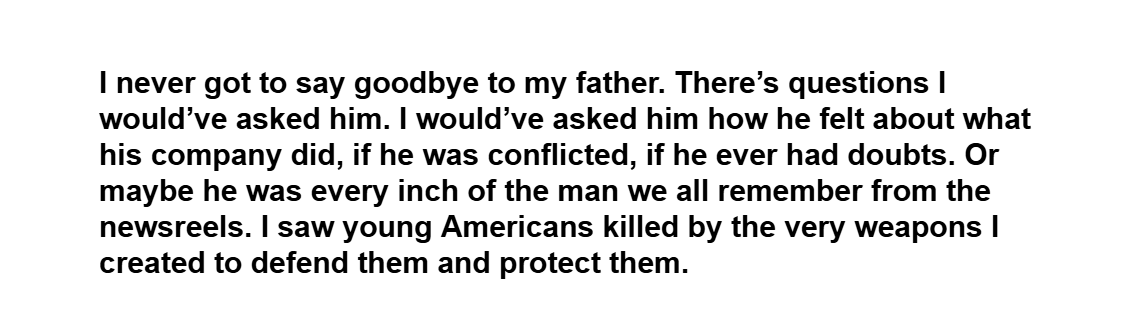 I never got to say goodbye to my father. There’s questions I
would’ve asked him. I would’ve asked him how he felt about what
his company did, if he was conflicted, if he ever had doubts. Or
maybe he was every inch of the man we all remember from the
newsreels. I saw young Americans killed by the very weapons I
created to defend them and protect them.